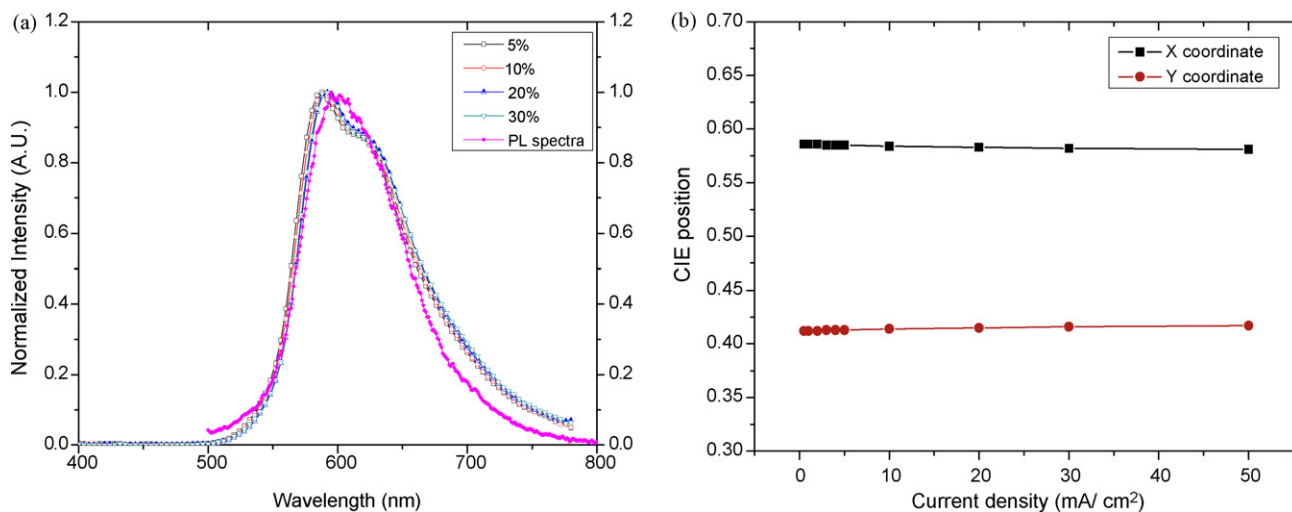 (a)
1.2
1.0
0.8
0.6
0.4
0.2
0.0
Normalized Intensity (A.U.)
1.2
1.0
0.8
0.6
0.4
0.2
0.0
5%
10%
20%
30%
PL spectra
400 500 600 700 800
Wavelength (nm)
(b)
0.70
0.65
0.60
0.55
0.50
0.45
0.40
0.35
0.30
CIE position
X coordinate
Y coordinate
0 10 20 30 40 50
Current density (mA/ cm²)